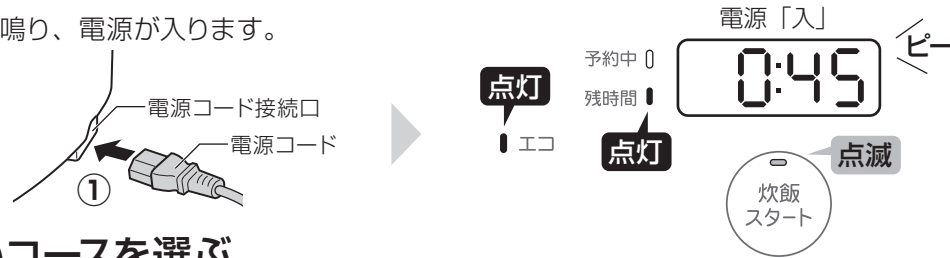 鳴り、電源が入ります。
電源コード接続口
電源コード
①
電源「入」
ピー
予約中
残時間
0:45
点灯
エコ
点灯
点滅
炊飯
スタート
コースを選ぶ